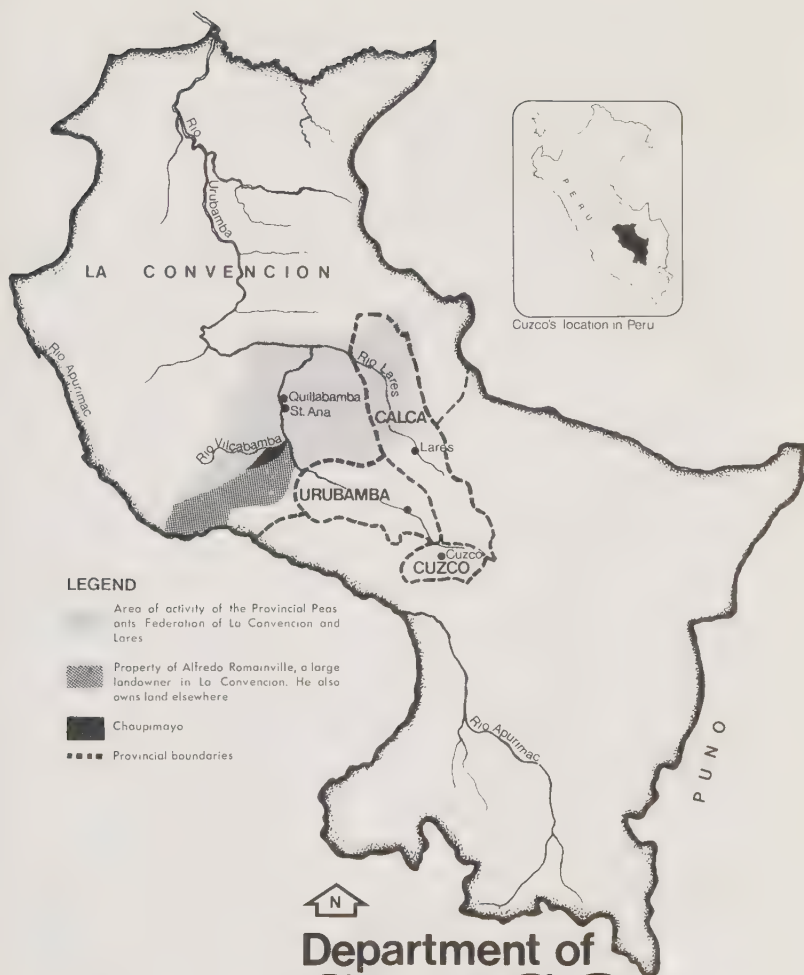 Rio
Urubamba
LA CONVENCION
PERU
Cuzco's location in Peru
Rio Apurimac
Rio Lares
Quillabamba
St. Ana
CALCA
Rio Vilcabamba
Lares
URUBAMBA
Cuzco
CUZCO
LEGEND
Area of activity of the Provincial Peas
ants Federation of La Convencion and
Lares
Property of Alfredo Romainville, a large
landowner in La Convencion. He also
owns land elsewhere
Chaupimayo
Provincial boundaries
Rio Apurimac
PUNO
N
Department of